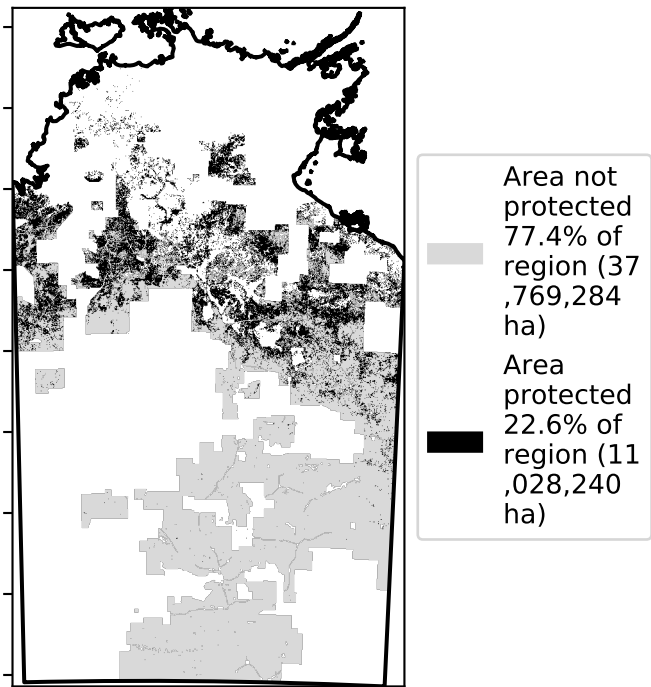 Area not
protected
77.4% of
region (37
,769,284
ha)
Area
protected
22.6% of
region (11
,028,240
ha)